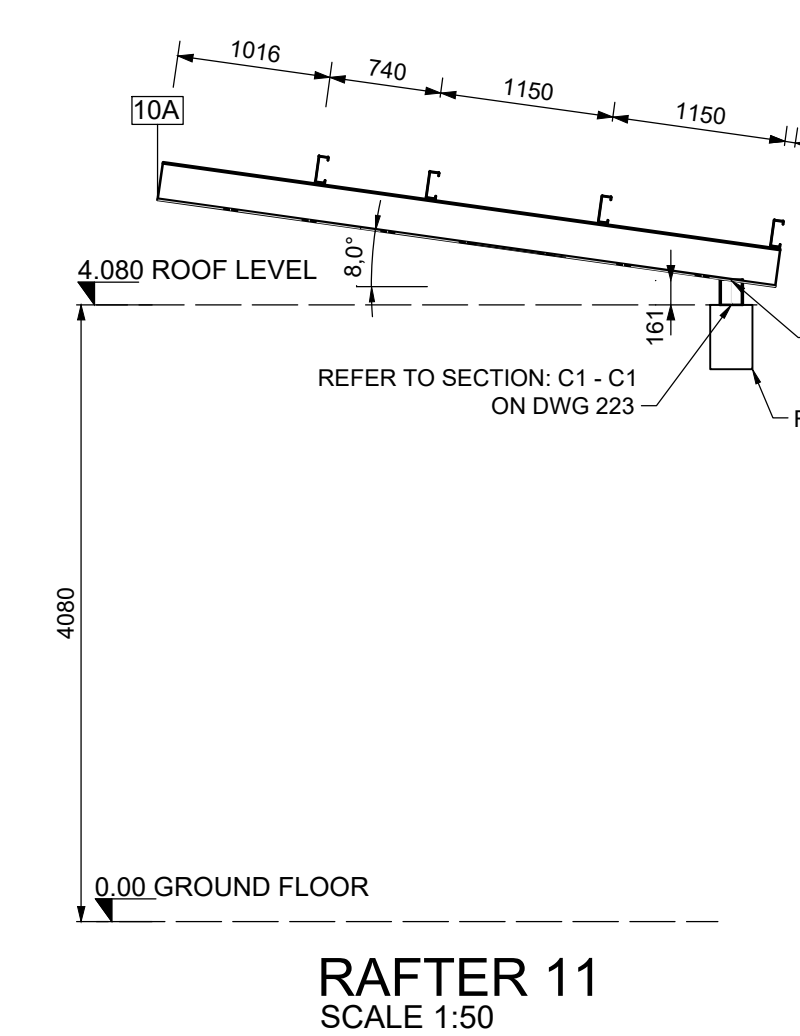 1016
740
1150
1150
10A
8,0°
4.080 ROOF LEVEL
161
REFER TO SECTION: C1 - C1
ON DWG 223
4080
0.00 GROUND FLOOR
RAFTER 11
SCALE 1:50